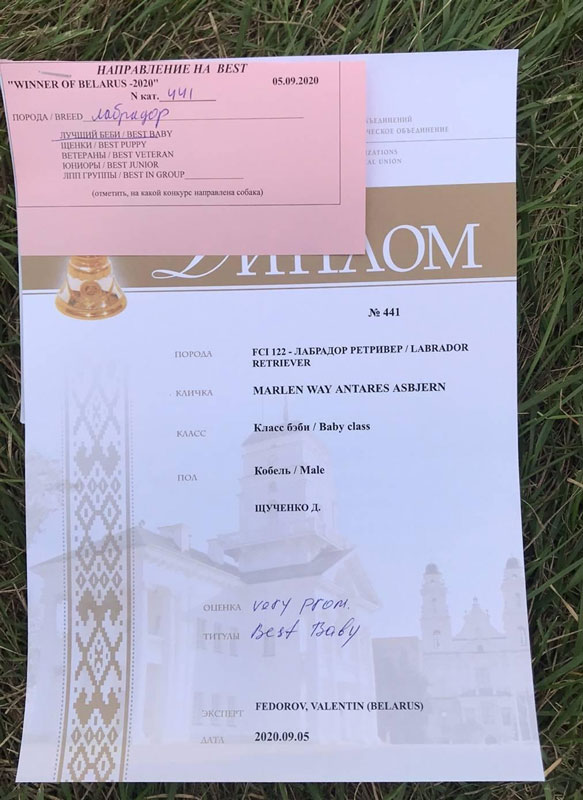 НАПРАВЛЕНИЕ НА BEST
"WINNER OF BELARUS -2020" 05.09.2020
N кат. 441
ПОРОДА / BREED лабрадор
ЛУЧШИЙ БЕБИ / BEST BABY
ЩЕНКИ / BEST PUPPY
ВЕТЕРАНЫ / BEST VETERAN
ЮНИОРЫ / BEST JUNIOR
ЛПП ГРУППЫ / BEST IN GROUP
(отметить, на какой конкурс направлена собака)
ОБЪЕДИНЕНИЕ
UNION
ДИПЛОМ
№ 441
ПОРОДА FCI 122 - ЛАБРАДОР РЕТРИВЕР / LABRADOR
RETRIEVER
КЛИЧКА MARLEN WAY ANTARES ASBJERN
КЛАСС Класс бэби / Baby class
ПОЛ Кобель / Male
ЩУЧЕНКО Д.
ОЦЕНКА very prom.
ТИТУЛЫ Best Baby
ЭКСПЕРТ FEDOROV, VALENTIN (BELARUS)
ДАТА 2020.09.05